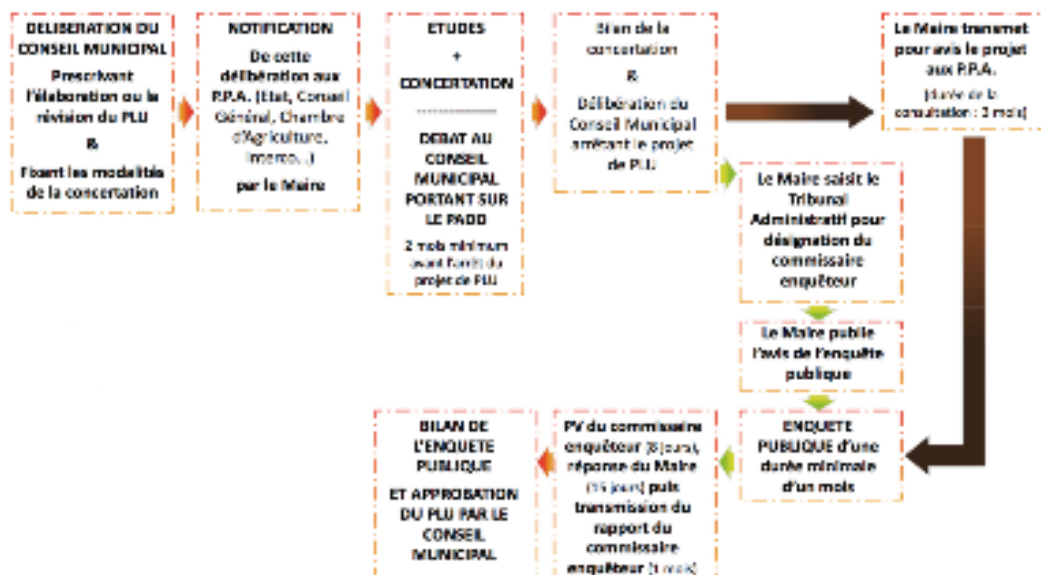 DELIBERATION DU
CONSEIL MUNICIPAL
Prescrivant
l'élaboration ou la
révision du PLU
&
Fixant les modalités
de la concertation
NOTIFICATION
De cette
délibération aux
P.P.A. (Etat, Conseil
Général, Chambre
d'Agriculture,
Interco...)
par le Maire
ETUDES
+
CONCERTATION
--------------------
DEBAT AU
CONSEIL
MUNICIPAL
PORTANT SUR
LE PADD
2 mois minimum
avant l'arrêt du
projet de PLU
Bilan de la
concertation
&
Délibération du
Conseil Municipal
arrêtant le projet
de PLU
Le Maire transmet
pour avis le projet
aux P.P.A.
(durée de la
consultation : 3 mois)
Le Maire saisit le
Tribunal
Administratif pour
désignation du
commissaire
enquêteur
Le Maire publie
l'avis de l'enquête
publique
ENQUETE
PUBLIQUE d'une
durée minimale
d'un mois
PV du commissaire
enquêteur (8 jours),
réponse du Maire
(15 jours) puis
transmission du
rapport du
commissaire
enquêteur (1 mois)
BILAN DE
L'ENQUETE
PUBLIQUE
ET APPROBATION
DU PLU PAR LE
CONSEIL
MUNICIPAL